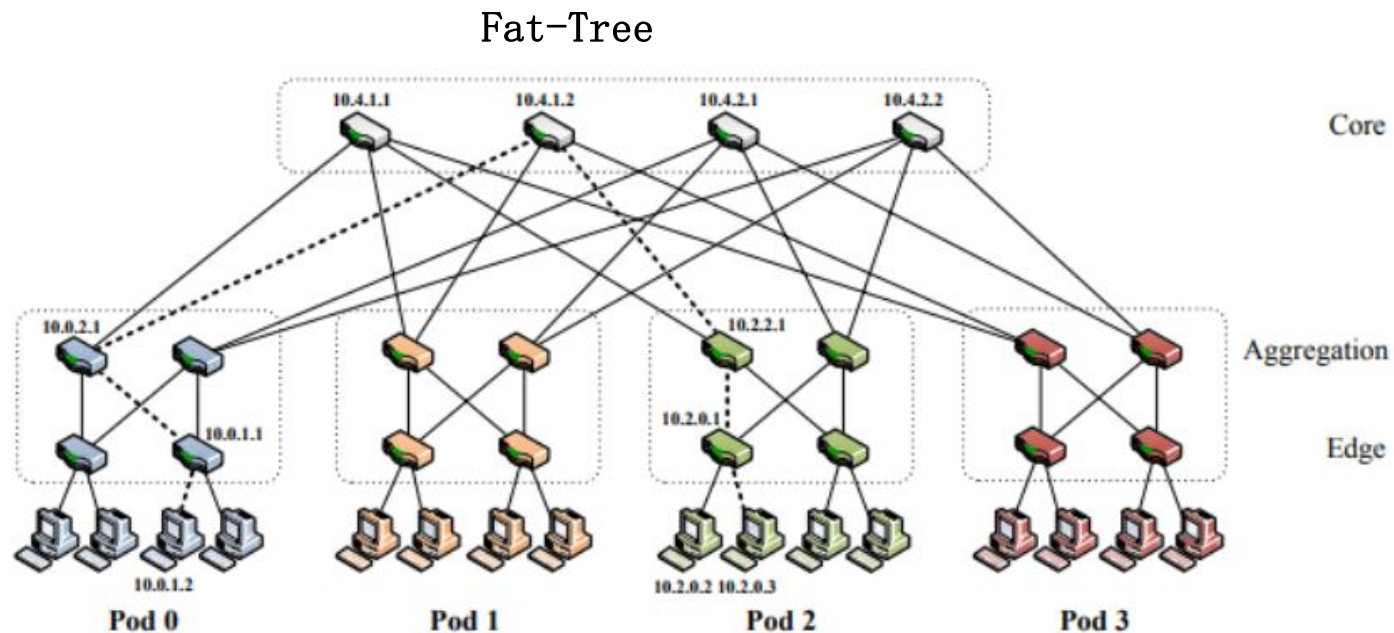 Fat-Tree
10.4.1.1 10.4.1.2 10.4.2.1 10.4.2.2
Core
10.0.2.1
10.2.2.1
Aggregation
10.2.0.1
10.0.1.1
Edge
10.0.1.2
10.2.0.2 10.2.0.3
Pod 0 Pod 1 Pod 2 Pod 3